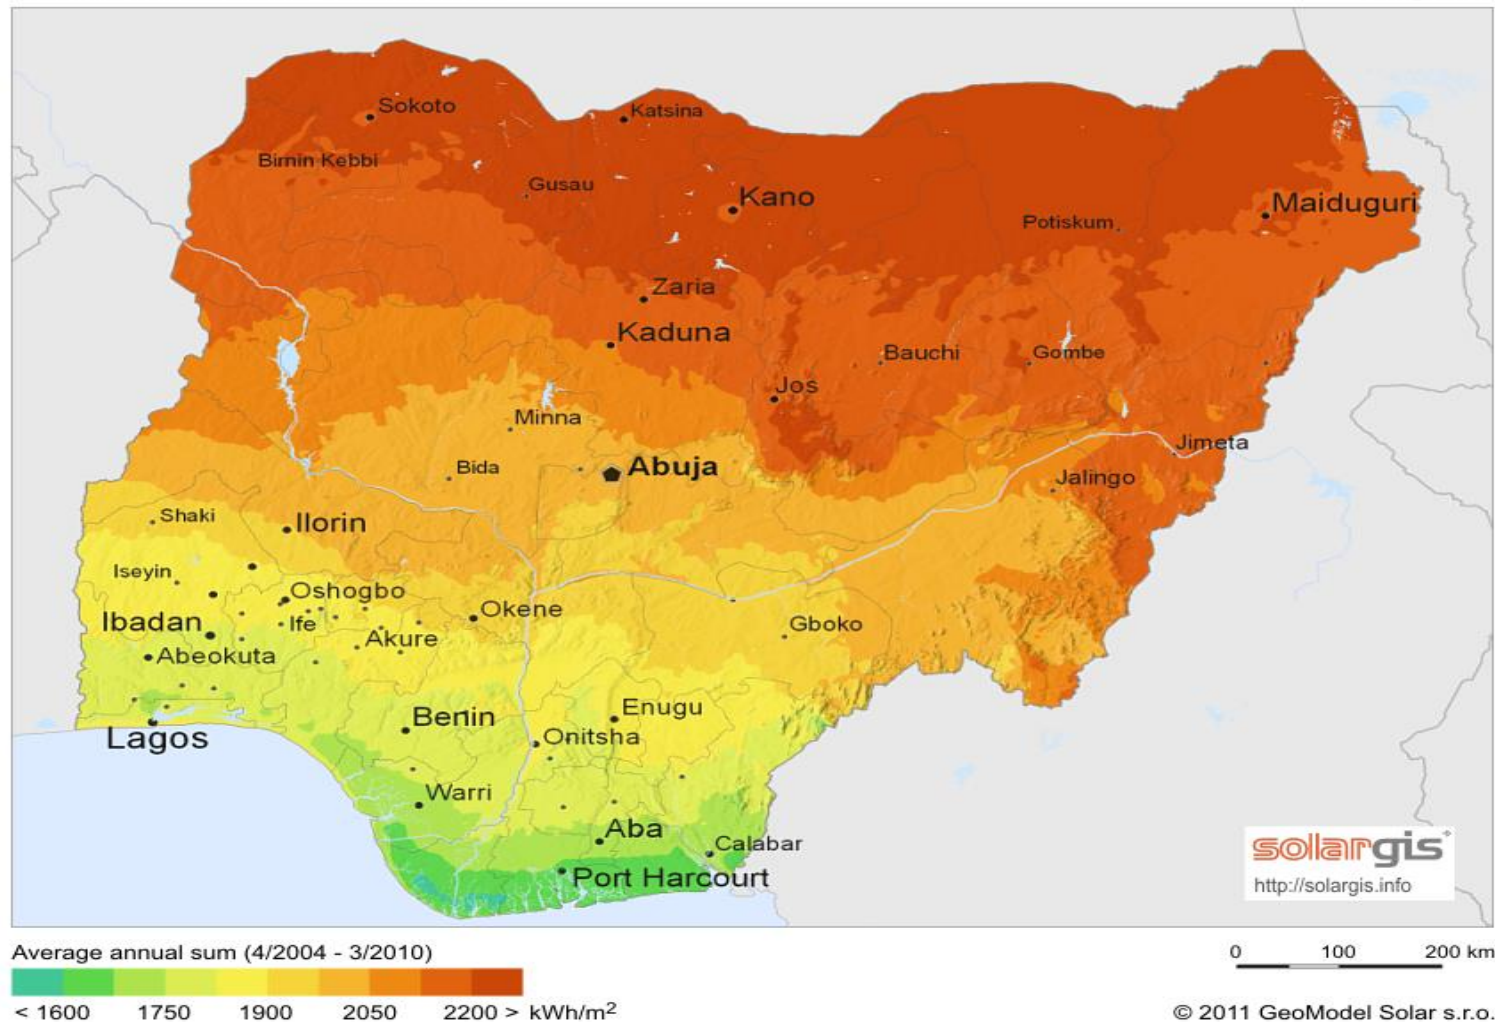 Sokoto
Katsina
Birnin Kebbi
Gusau
Kano
Maiduguri
Potiskum
Zaria
Kaduna
Bauchi
Gombe
Jos
Minna
Jimeta
Bida
Abuja
Jalingo
Shaki
Ilorin
Iseyin
Oshogbo
Okene
Ibadan
Ife
Gboko
Akure
Abeokuta
Enugu
Benin
Onitsha
Lagos
Warri
Aba
Calabar
Port Harcourt
solargis
http://solargis.info
Average annual sum (4/2004 - 3/2010)
0 100 200 km
< 1600 1750 1900 2050 2200 > kWh/m²
© 2011 GeoModel Solar s.r.o.